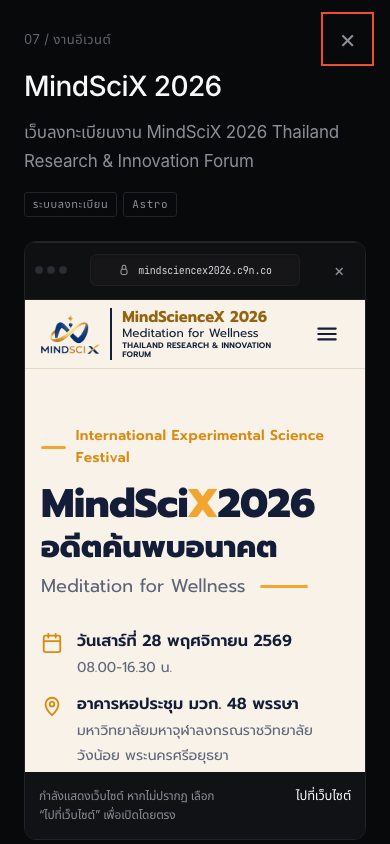 07 / งานอีเวนต์
MindSciX 2026
เว็บลงทะเบียนงาน MindSciX 2026 Thailand
Research & Innovation Forum
ระบบลงทะเบียน
Astro
mindsciencex2026.c9n.co
MINDSCIX
MindScienceX 2026
Meditation for Wellness
THAILAND RESEARCH & INNOVATION
FORUM
International Experimental Science
Festival
MindSciX2026
อดีตค้นพบอนาคต
Meditation for Wellness
วันเสาร์ที่ 28 พฤศจิกายน 2569
08.00-16.30 น.
อาคารหอประชุม มวก. 48 พรรษา
มหาวิทยาลัยมหาจุฬาลงกรณราชวิทยาลัย
วังน้อย พระนครศรีอยุธยา
กำลังแสดงเว็บไซต์ หากไม่ปรากฏ เลือก
“ไปที่เว็บไซต์” เพื่อเปิดโดยตรง
ไปที่เว็บไซต์